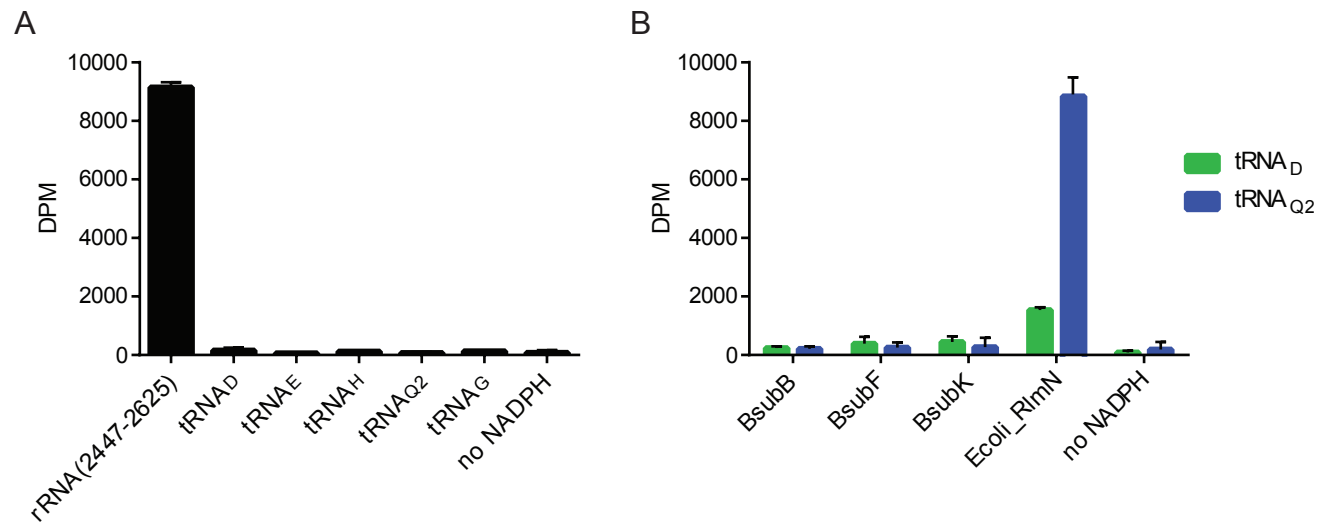 A
10000
8000
6000
4000
2000
0
DPM
rRNA(2447-2625)
tRNAD
tRNAE
tRNAH
tRNAQ2
tRNAG
no NADPH
B
10000
8000
6000
4000
2000
0
DPM
BsubB
BsubF
BsubK
Ecoli_RlmN
no NADPH
tRNAD
tRNAQ2